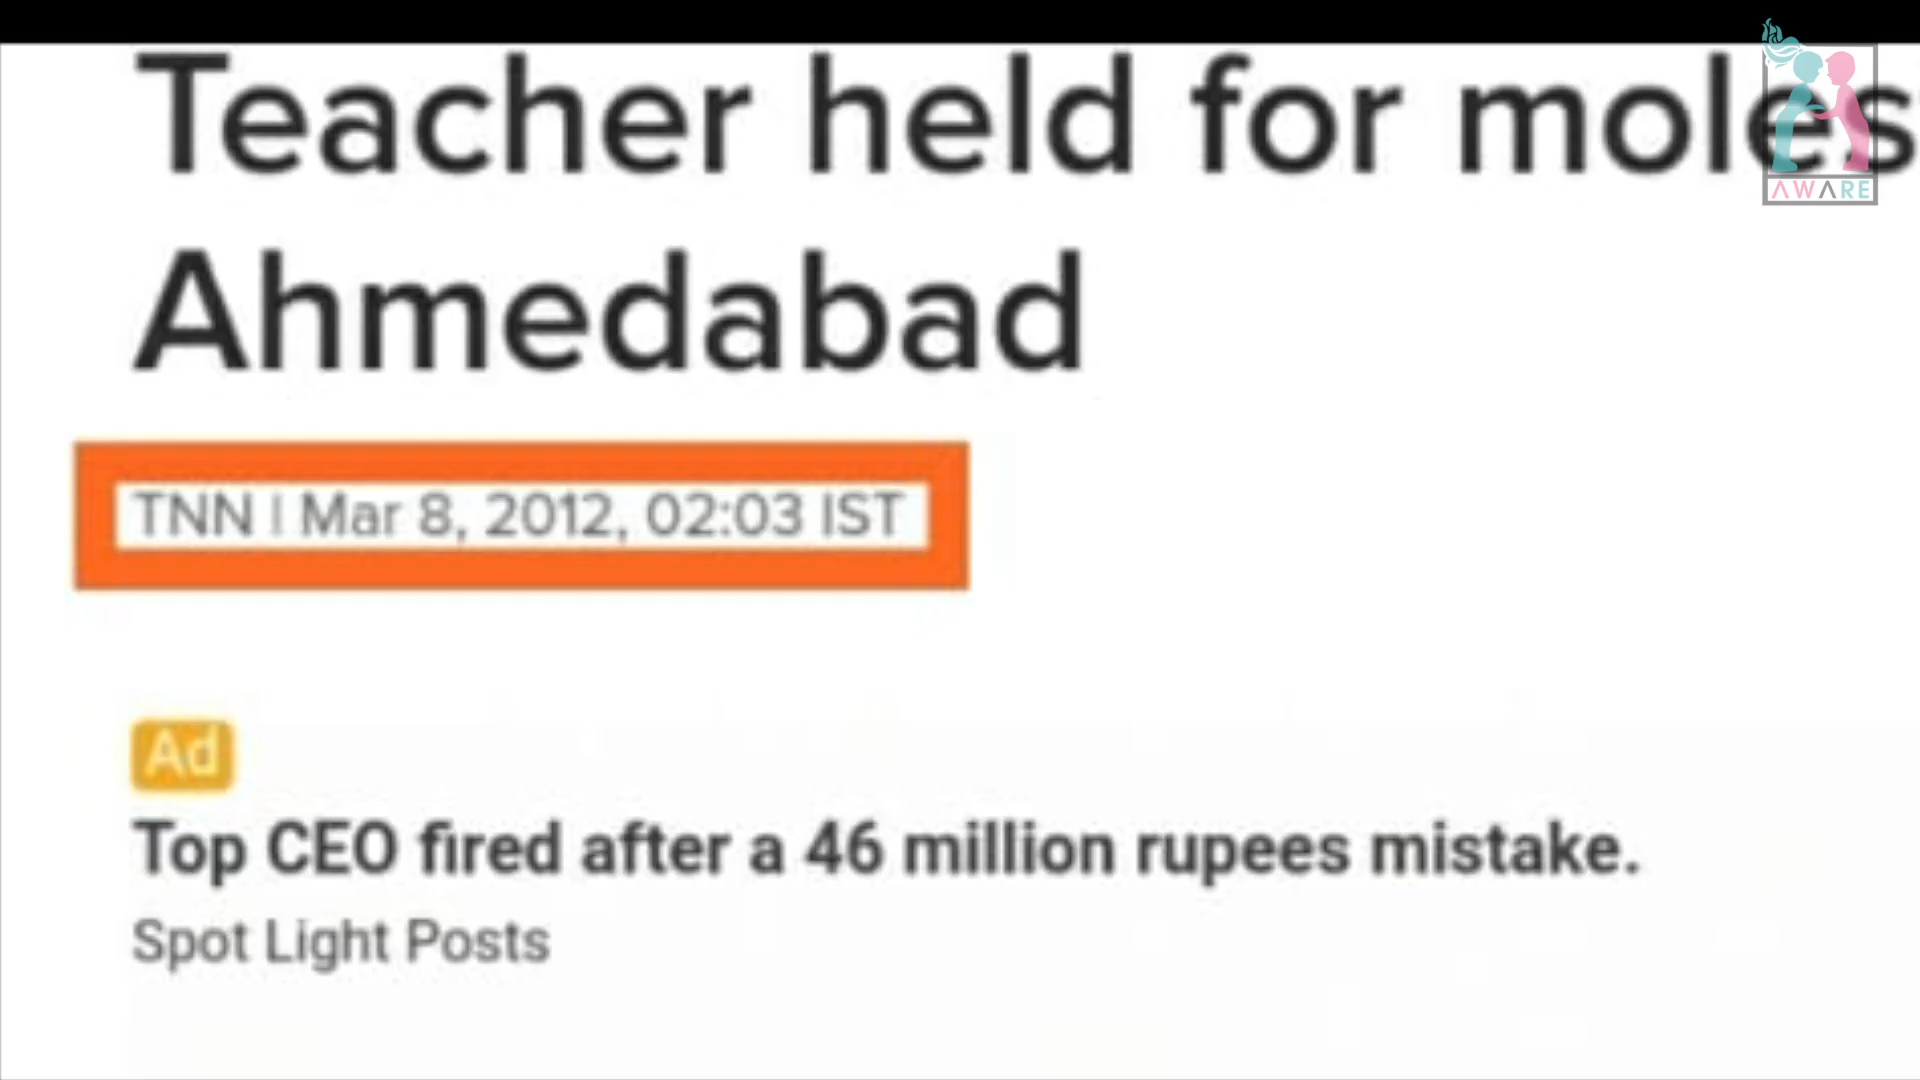 Teacher held for moles
Ahmedabad
TNN | Mar 8, 2012, 02:03 IST
Ad
Top CEO fired after a 46 million rupees mistake.
Spot Light Posts
AWARE